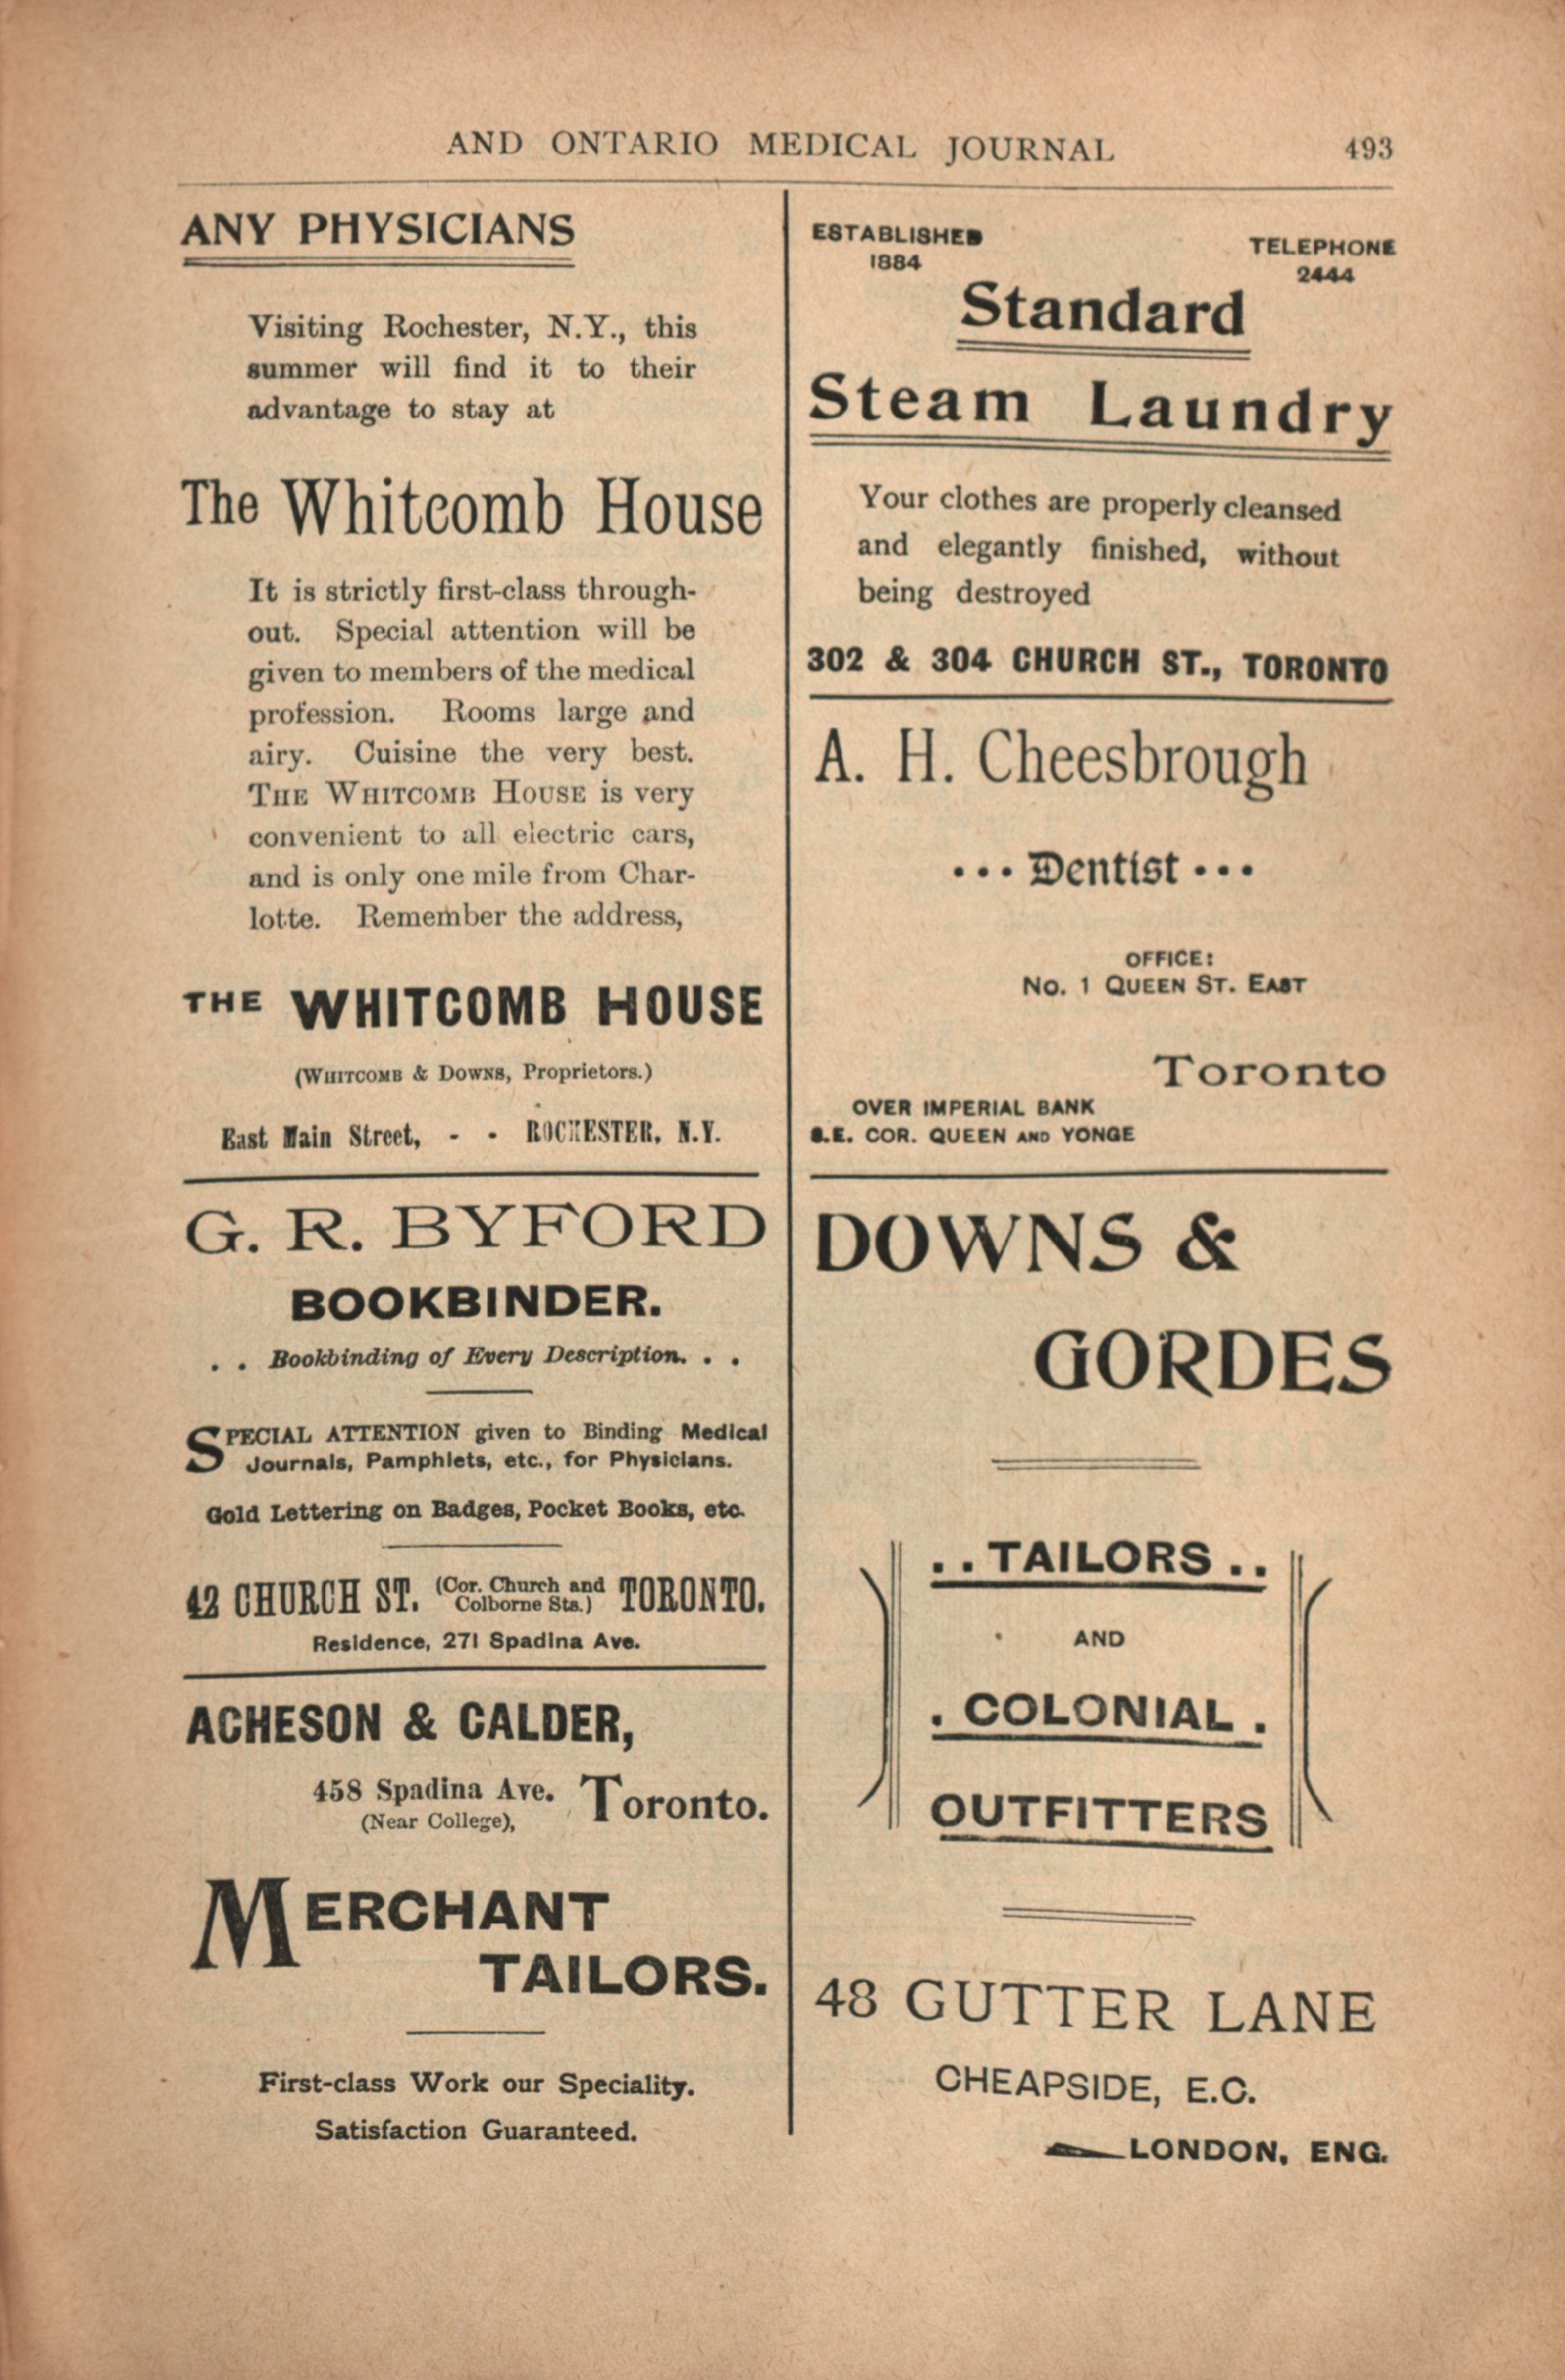 AND ONTARIO MEDICAL JOURNAL 493
ANY PHYSICIANS
Visiting Rochester, N.Y., this
summer will find it to their
advantage to stay at
The Whitcomb House
It is strictly first-class through-
out. Special attention will be
given to members of the medical
profession. Rooms large and
airy. Cuisine the very best.
THE WHITCOMB HOUSE is very
convenient to all electric cars,
and is only one mile from Char-
lotte. Remember the address,
THE WHITCOMB HOUSE
(WHITCOMB & DOWNS, Proprietors.)
East Main Street, - - ROCHESTER, N.Y.
G. R. BYFORD
BOOKBINDER.
. . Bookbinding of Every Description. . .
SPECIAL ATTENTION given to Binding Medical
Journals, Pamphlets, etc., for Physicians.
Gold Lettering on Badges, Pocket Books, etc.
42 CHURCH ST. (Cor. Church and
Colborne Sts.) TORONTO.
Residence, 271 Spadina Ave.
ACHESON & CALDER,
458 Spadina Ave. Toronto.
(Near College),
MERCHANT
TAILORS.
First-class Work our Speciality.
Satisfaction Guaranteed.
ESTABLISHED
1884
TELEPHONE
2444
Standard
Steam Laundry
Your clothes are properly cleansed
and elegantly finished, without
being destroyed
302 & 304 CHURCH ST., TORONTO
A. H. Cheesbrough
... Dentist ...
OFFICE:
NO. 1 QUEEN ST. EAST
Toronto
OVER IMPERIAL BANK
S.E. COR. QUEEN AND YONGE
DOWNS &
GORDES
. . TAILORS . .
AND
. COLONIAL .
OUTFITTERS
48 GUTTER LANE
CHEAPSIDE, E.C.
LONDON, ENG.